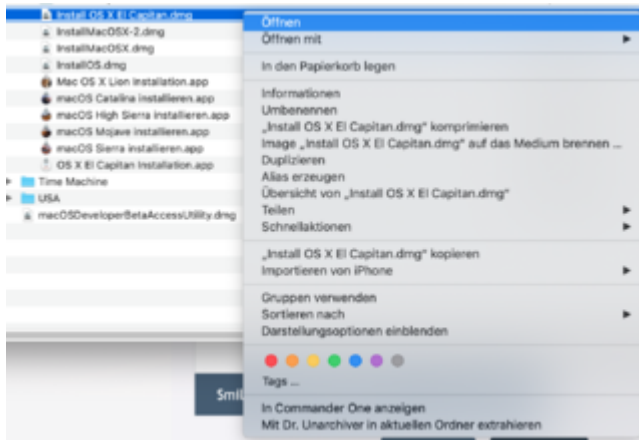 Install OS X El Capitan.dmg
InstallMacOSX-2.dmg
InstallMacOSX.dmg
InstallOS.dmg
Mac OS X Lion Installation.app
macOS Catalina installieren.app
macOS High Sierra installieren.app
macOS Mojave installieren.app
macOS Sierra installieren.app
OS X El Capitan Installation.app
Time Machine
USA
macOSDeveloperBetaAccessUtility.dmg
Öffnen
Öffnen mit
In den Papierkorb legen
Informationen
Umbenennen
„Install OS X El Capitan.dmg“ komprimieren
Image „Install OS X El Capitan.dmg“ auf das Medium brennen ...
Duplizieren
Alias erzeugen
Übersicht von „Install OS X El Capitan.dmg“
Teilen
Schnellaktionen
„Install OS X El Capitan.dmg“ kopieren
Importieren von iPhone
Gruppen verwenden
Sortieren nach
Darstellungsoptionen einblenden
Tags ...
In Commander One anzeigen
Mit Dr. Unarchiver in aktuellen Ordner extrahieren